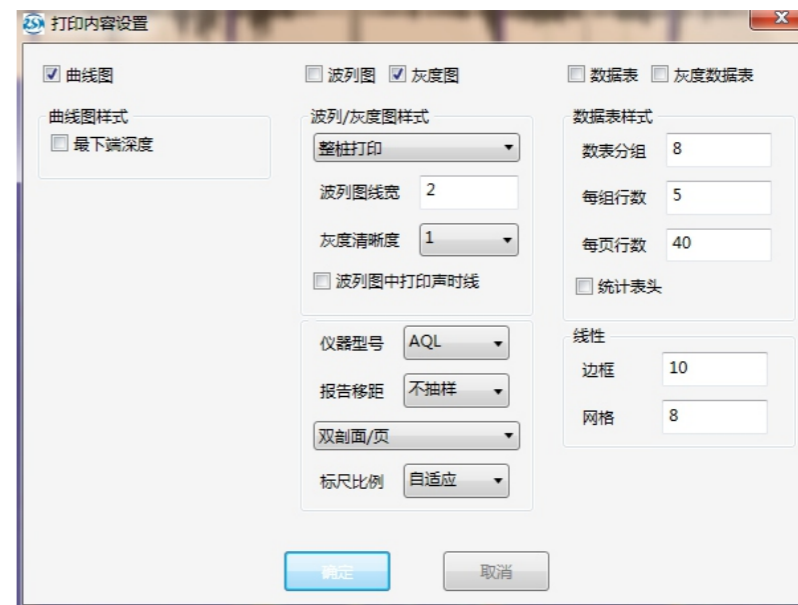 打印内容设置
曲线图
波列图 灰度图
数据表 灰度数据表
曲线图样式
最下端深度
波列/灰度图样式
整桩打印
波列图线宽 2
灰度清晰度 1
波列图中打印声时线
仪器型号 AQL
报告移距 不抽样
双剖面/页
标尺比例 自适应
数据表样式
数表分组 8
每组行数 5
每页行数 40
统计表头
线性
边框 10
网格 8
确定
取消